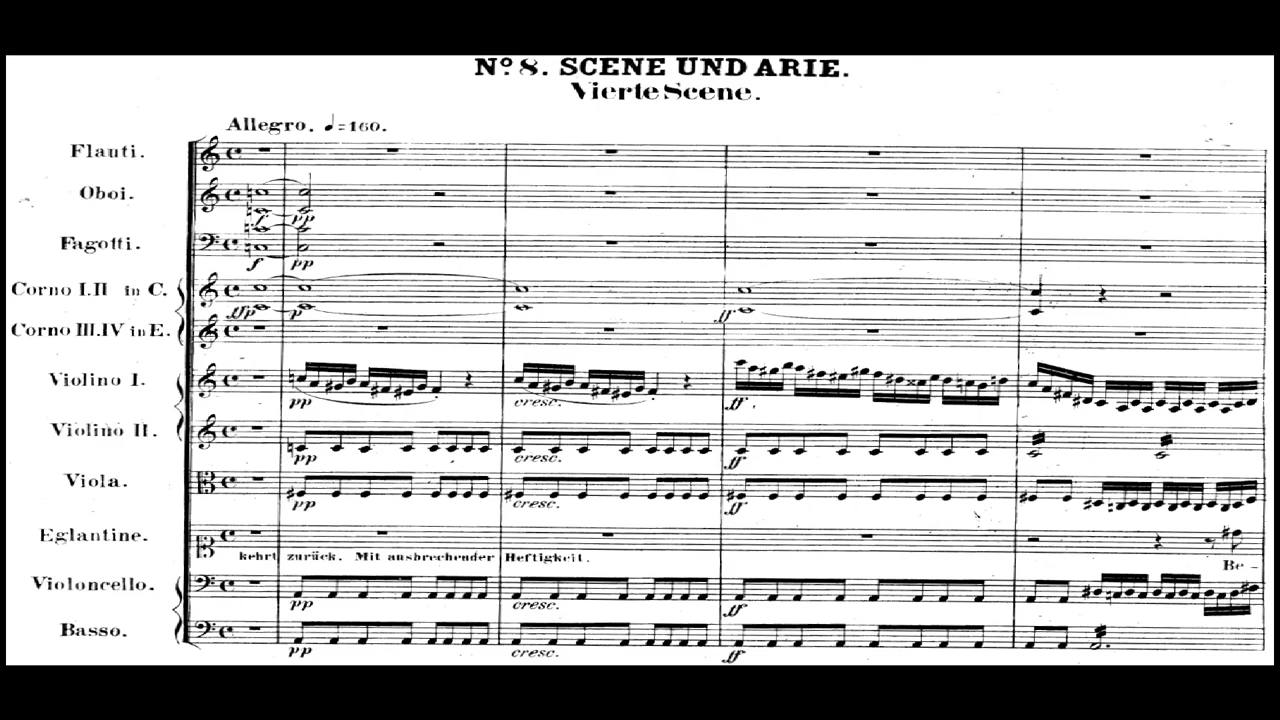 Nº 8. SCENE UND ARIE.
Vierte Scene.
Allegro. ♩=160.
Flauti.
Oboi.
f pp
Fagotti.
f pp
Corno I.II in C.
ffp p ff
Corno III.IV in E.
Violino I.
pp cresc. ff
Violino II.
pp cresc. ff
Viola.
pp cresc. ff
Eglantine.
kehrt zurück. Mit ausbrechender Heftigkeit.
Be-
Violoncello.
pp cresc. ff
Basso.
pp cresc. ff